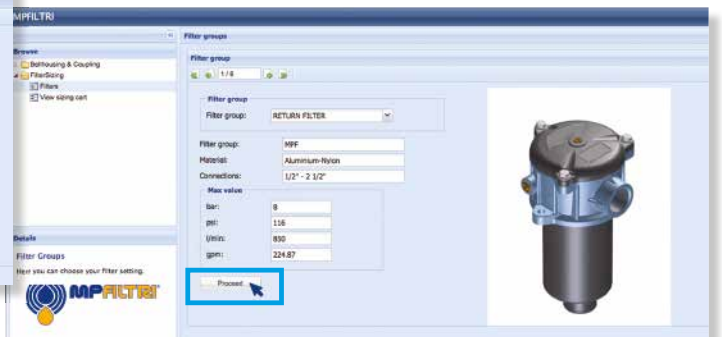 MPFILTRI
Browse
Bellhousing & Coupling
FilterSizing
Filters
View sizing cart
Details
Filter Groups
Here you can choose your filter setting.
MPFILTRI
Filter groups
Filter group
1/6
Filter group
Filter group: RETURN FILTER
Filter group: MPF
Material: Aluminium-Nylon
Connections: 1/2" - 2 1/2"
Max value
bar: 8
psi: 116
l/min: 850
gpm: 224.87
Proceed